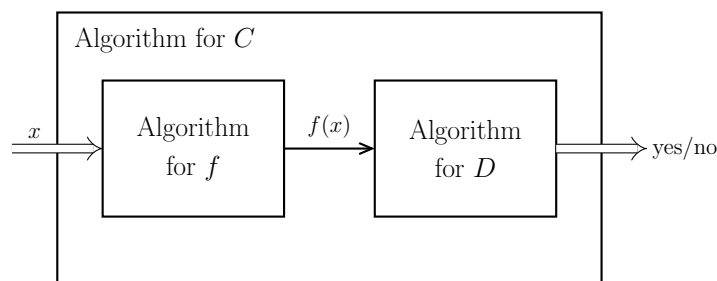 Algorithm for C
x
Algorithm
for f
f(x)
Algorithm
for D
yes/no